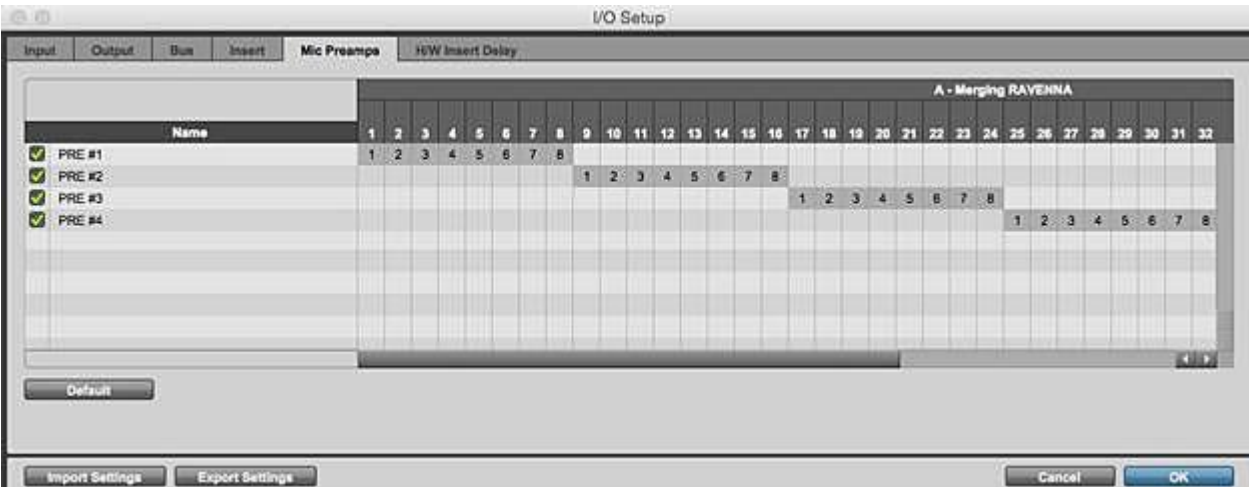 I/O Setup
Input Output Bus Insert Mic Preamps H/W Insert Delay
A - Merging RAVENNA
Name 1 2 3 4 5 6 7 8 9 10 11 12 13 14 15 16 17 18 19 20 21 22 23 24 25 26 27 28 29 30 31 32
PRE #1 1 2 3 4 5 6 7 8
PRE #2 1 2 3 4 5 6 7 8
PRE #3 1 2 3 4 5 6 7 8
PRE #4 1 2 3 4 5 6 7 8
Default
Import Settings Export Settings Cancel OK